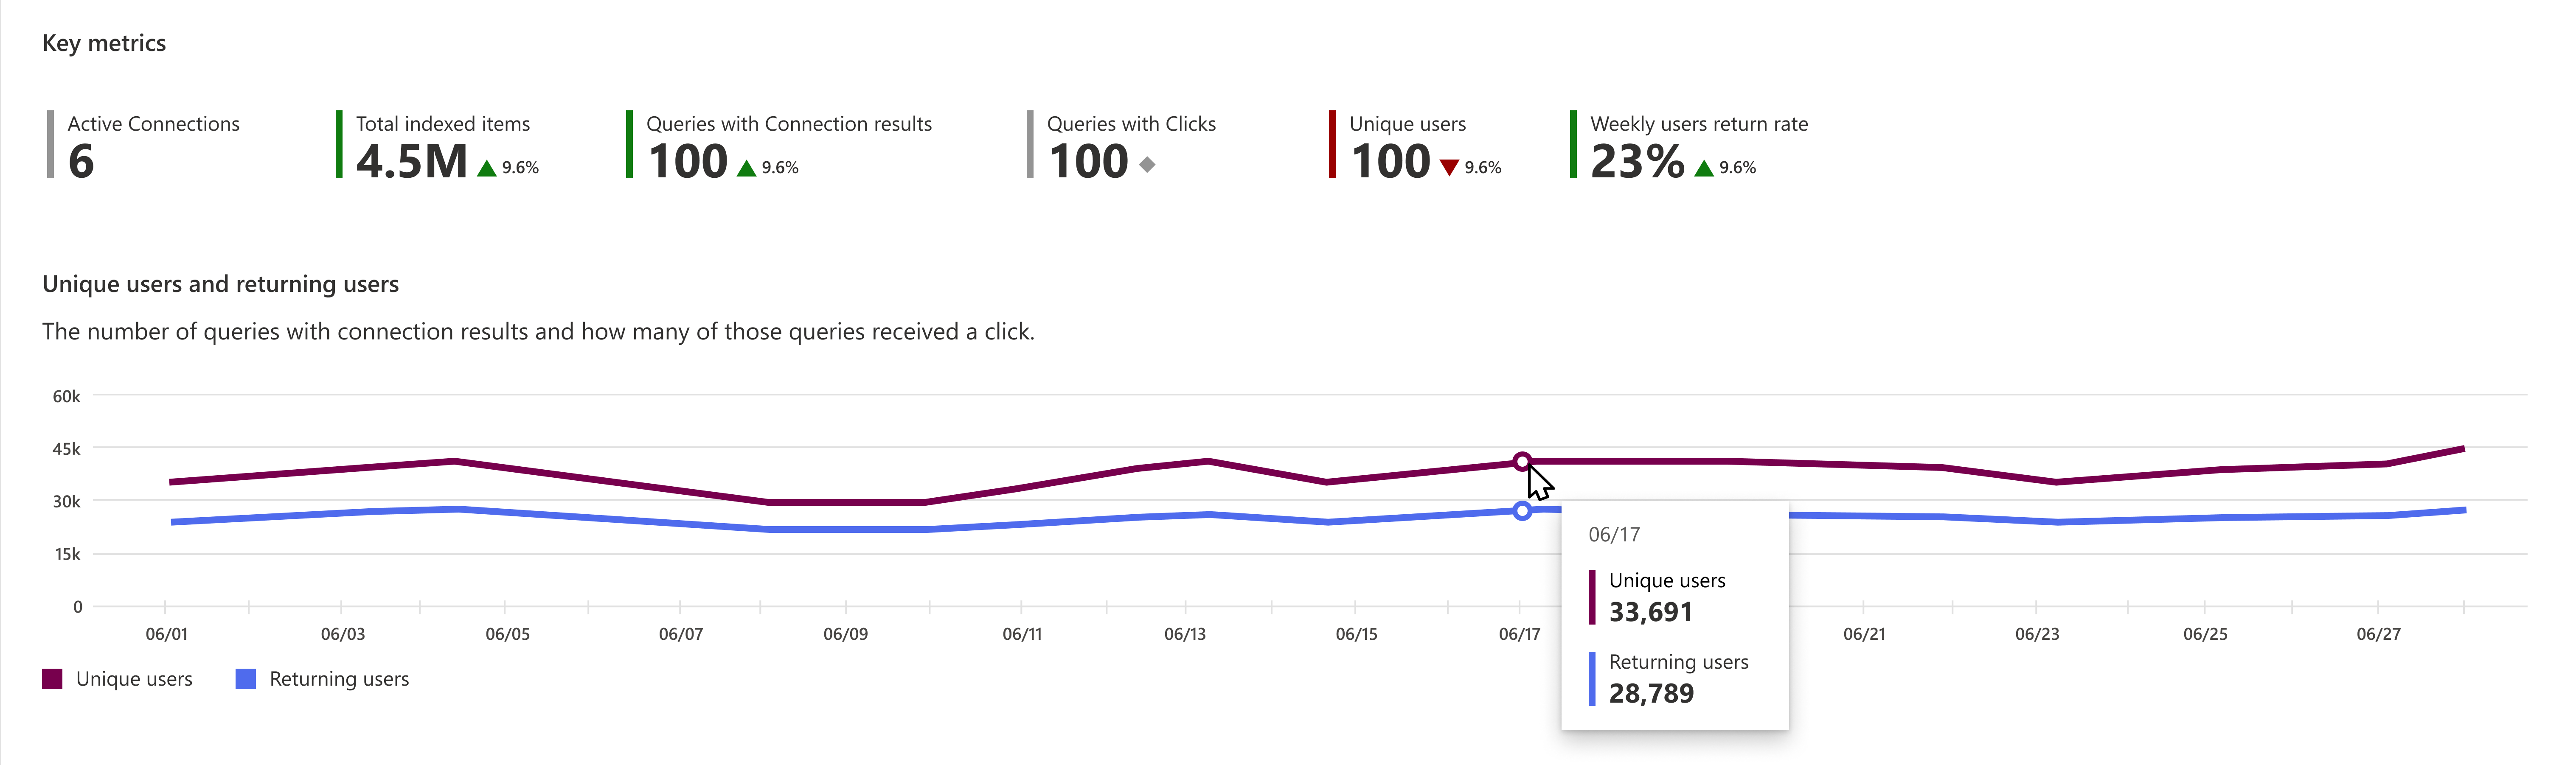 Key metrics
Active Connections
6
Total indexed items
4.5M 9.6%
Queries with Connection results
100 9.6%
Queries with Clicks
100
Unique users
100 9.6%
Weekly users return rate
23% 9.6%
Unique users and returning users
The number of queries with connection results and how many of those queries received a click.
60k
45k
30k
15k
0
06/01 06/03 06/05 06/07 06/09 06/11 06/13 06/15 06/17 06/21 06/23 06/25 06/27
06/17
Unique users
33,691
Returning users
28,789
Unique users Returning users